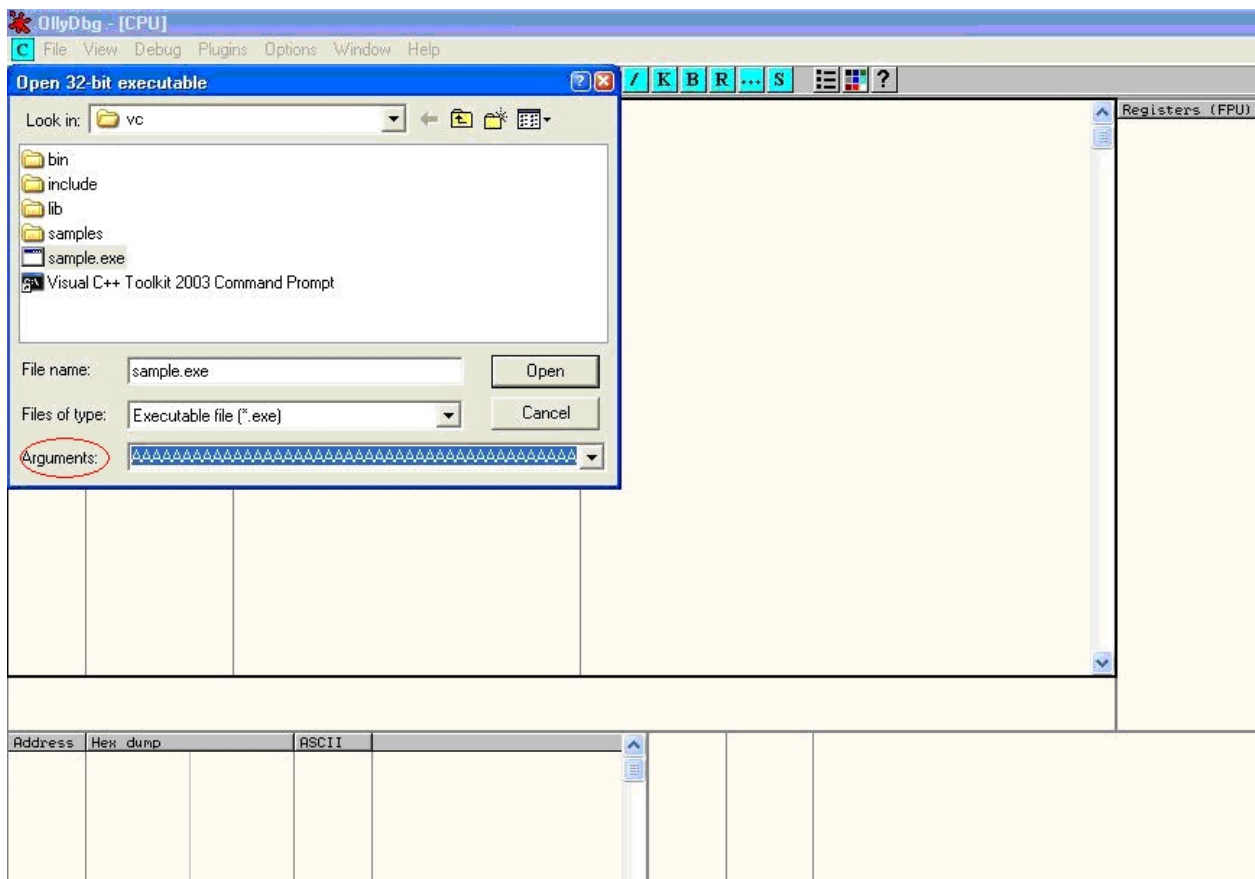 OllyDbg - [CPU]
C File View Debug Plugins Options Window Help
Open 32-bit executable
/ K B R ... S ?
Look in: vc
Registers (FPU)
bin
include
lib
samples
sample.exe
Visual C++ Toolkit 2003 Command Prompt
File name: sample.exe Open
Files of type: Executable file (*.exe) Cancel
Arguments:
Address Hex dump ASCII